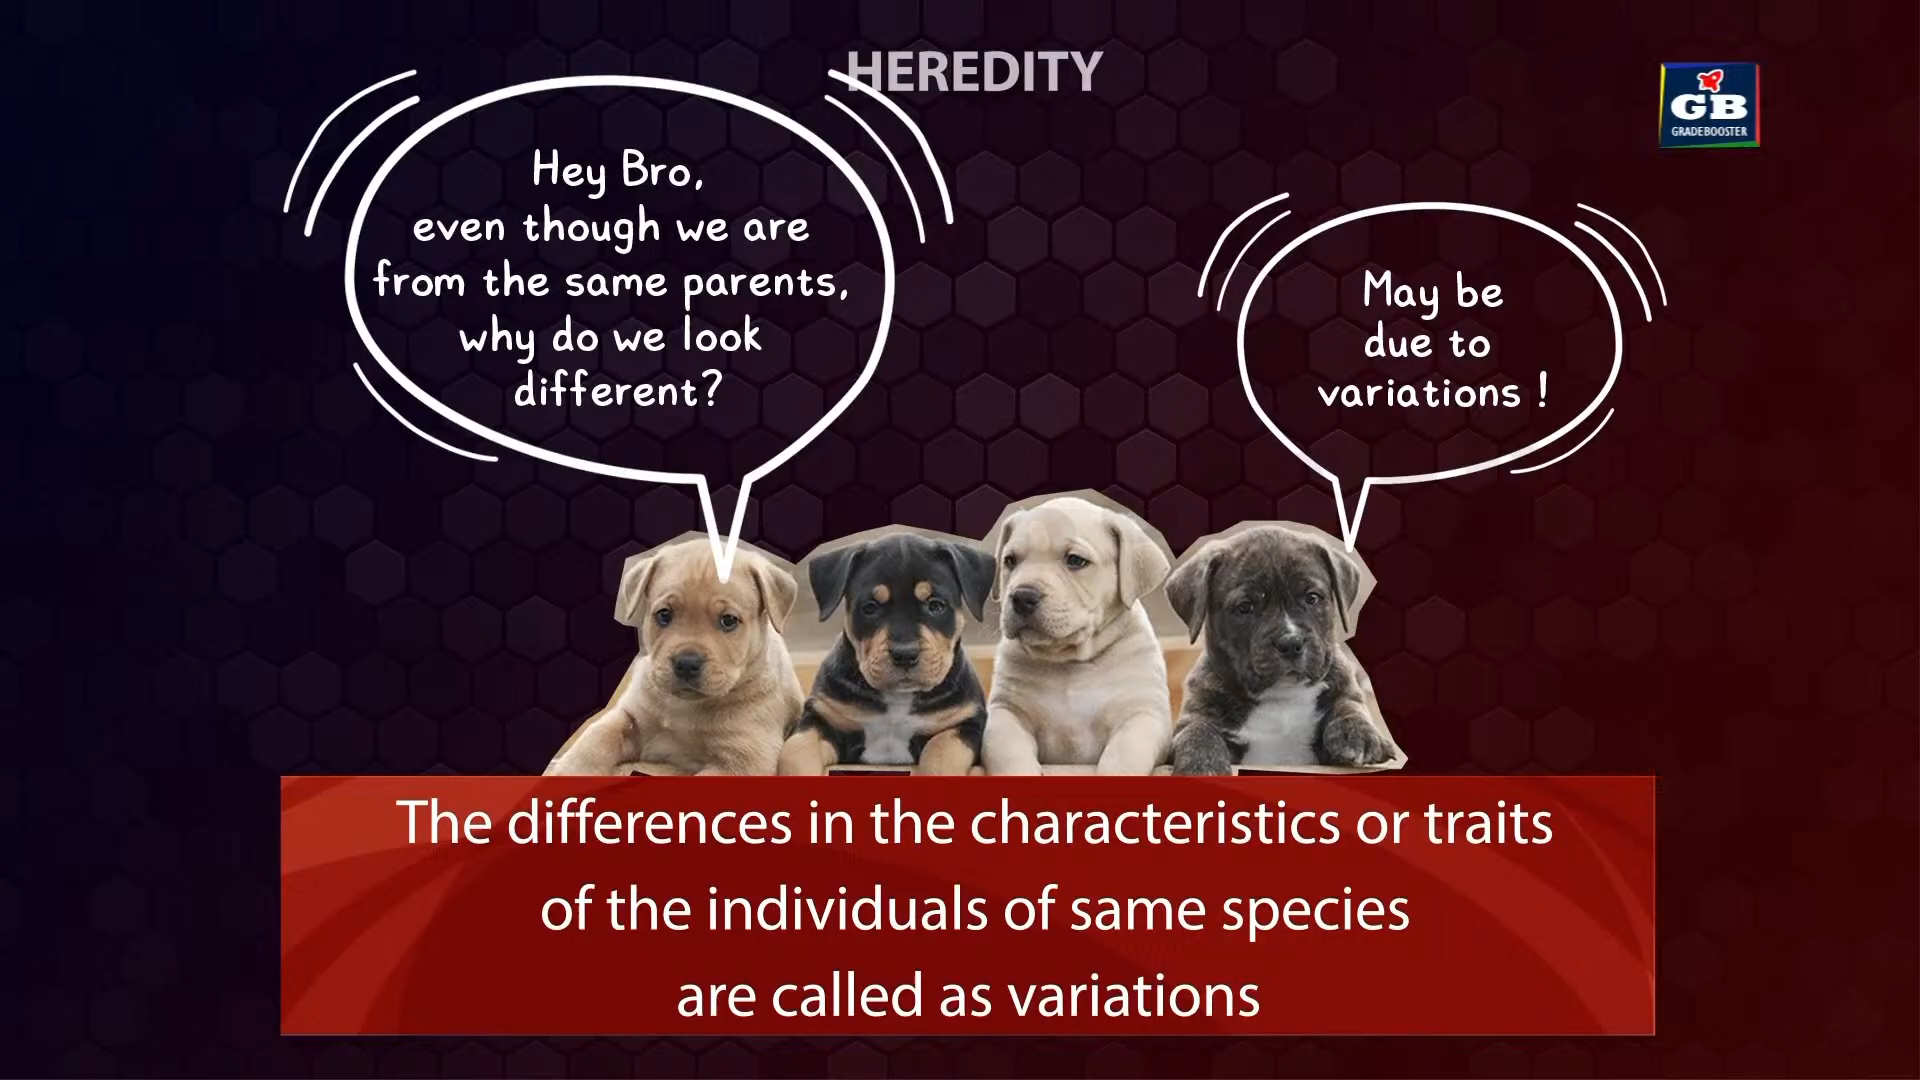 HEREDITY
GB
GRADEBOOSTER
Hey Bro,
even though we are
from the same parents,
why do we look
different?
May be
due to
variations !
The differences in the characteristics or traits
of the individuals of same species
are called as variations